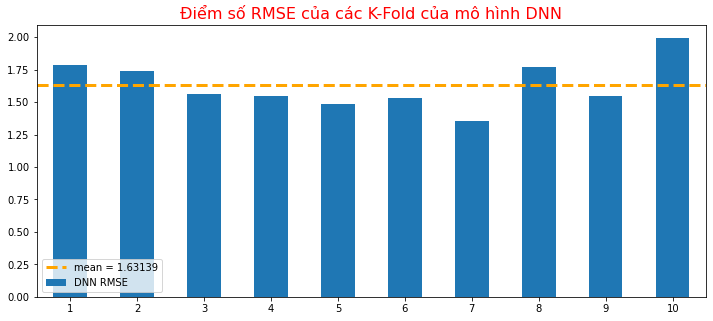 Điểm số RMSE của các K-Fold của mô hình DNN
2.00
1.75
1.50
1.25
1.00
0.75
0.50
0.25
0.00
mean = 1.63139
DNN RMSE
1 2 3 4 5 6 7 8 9 10